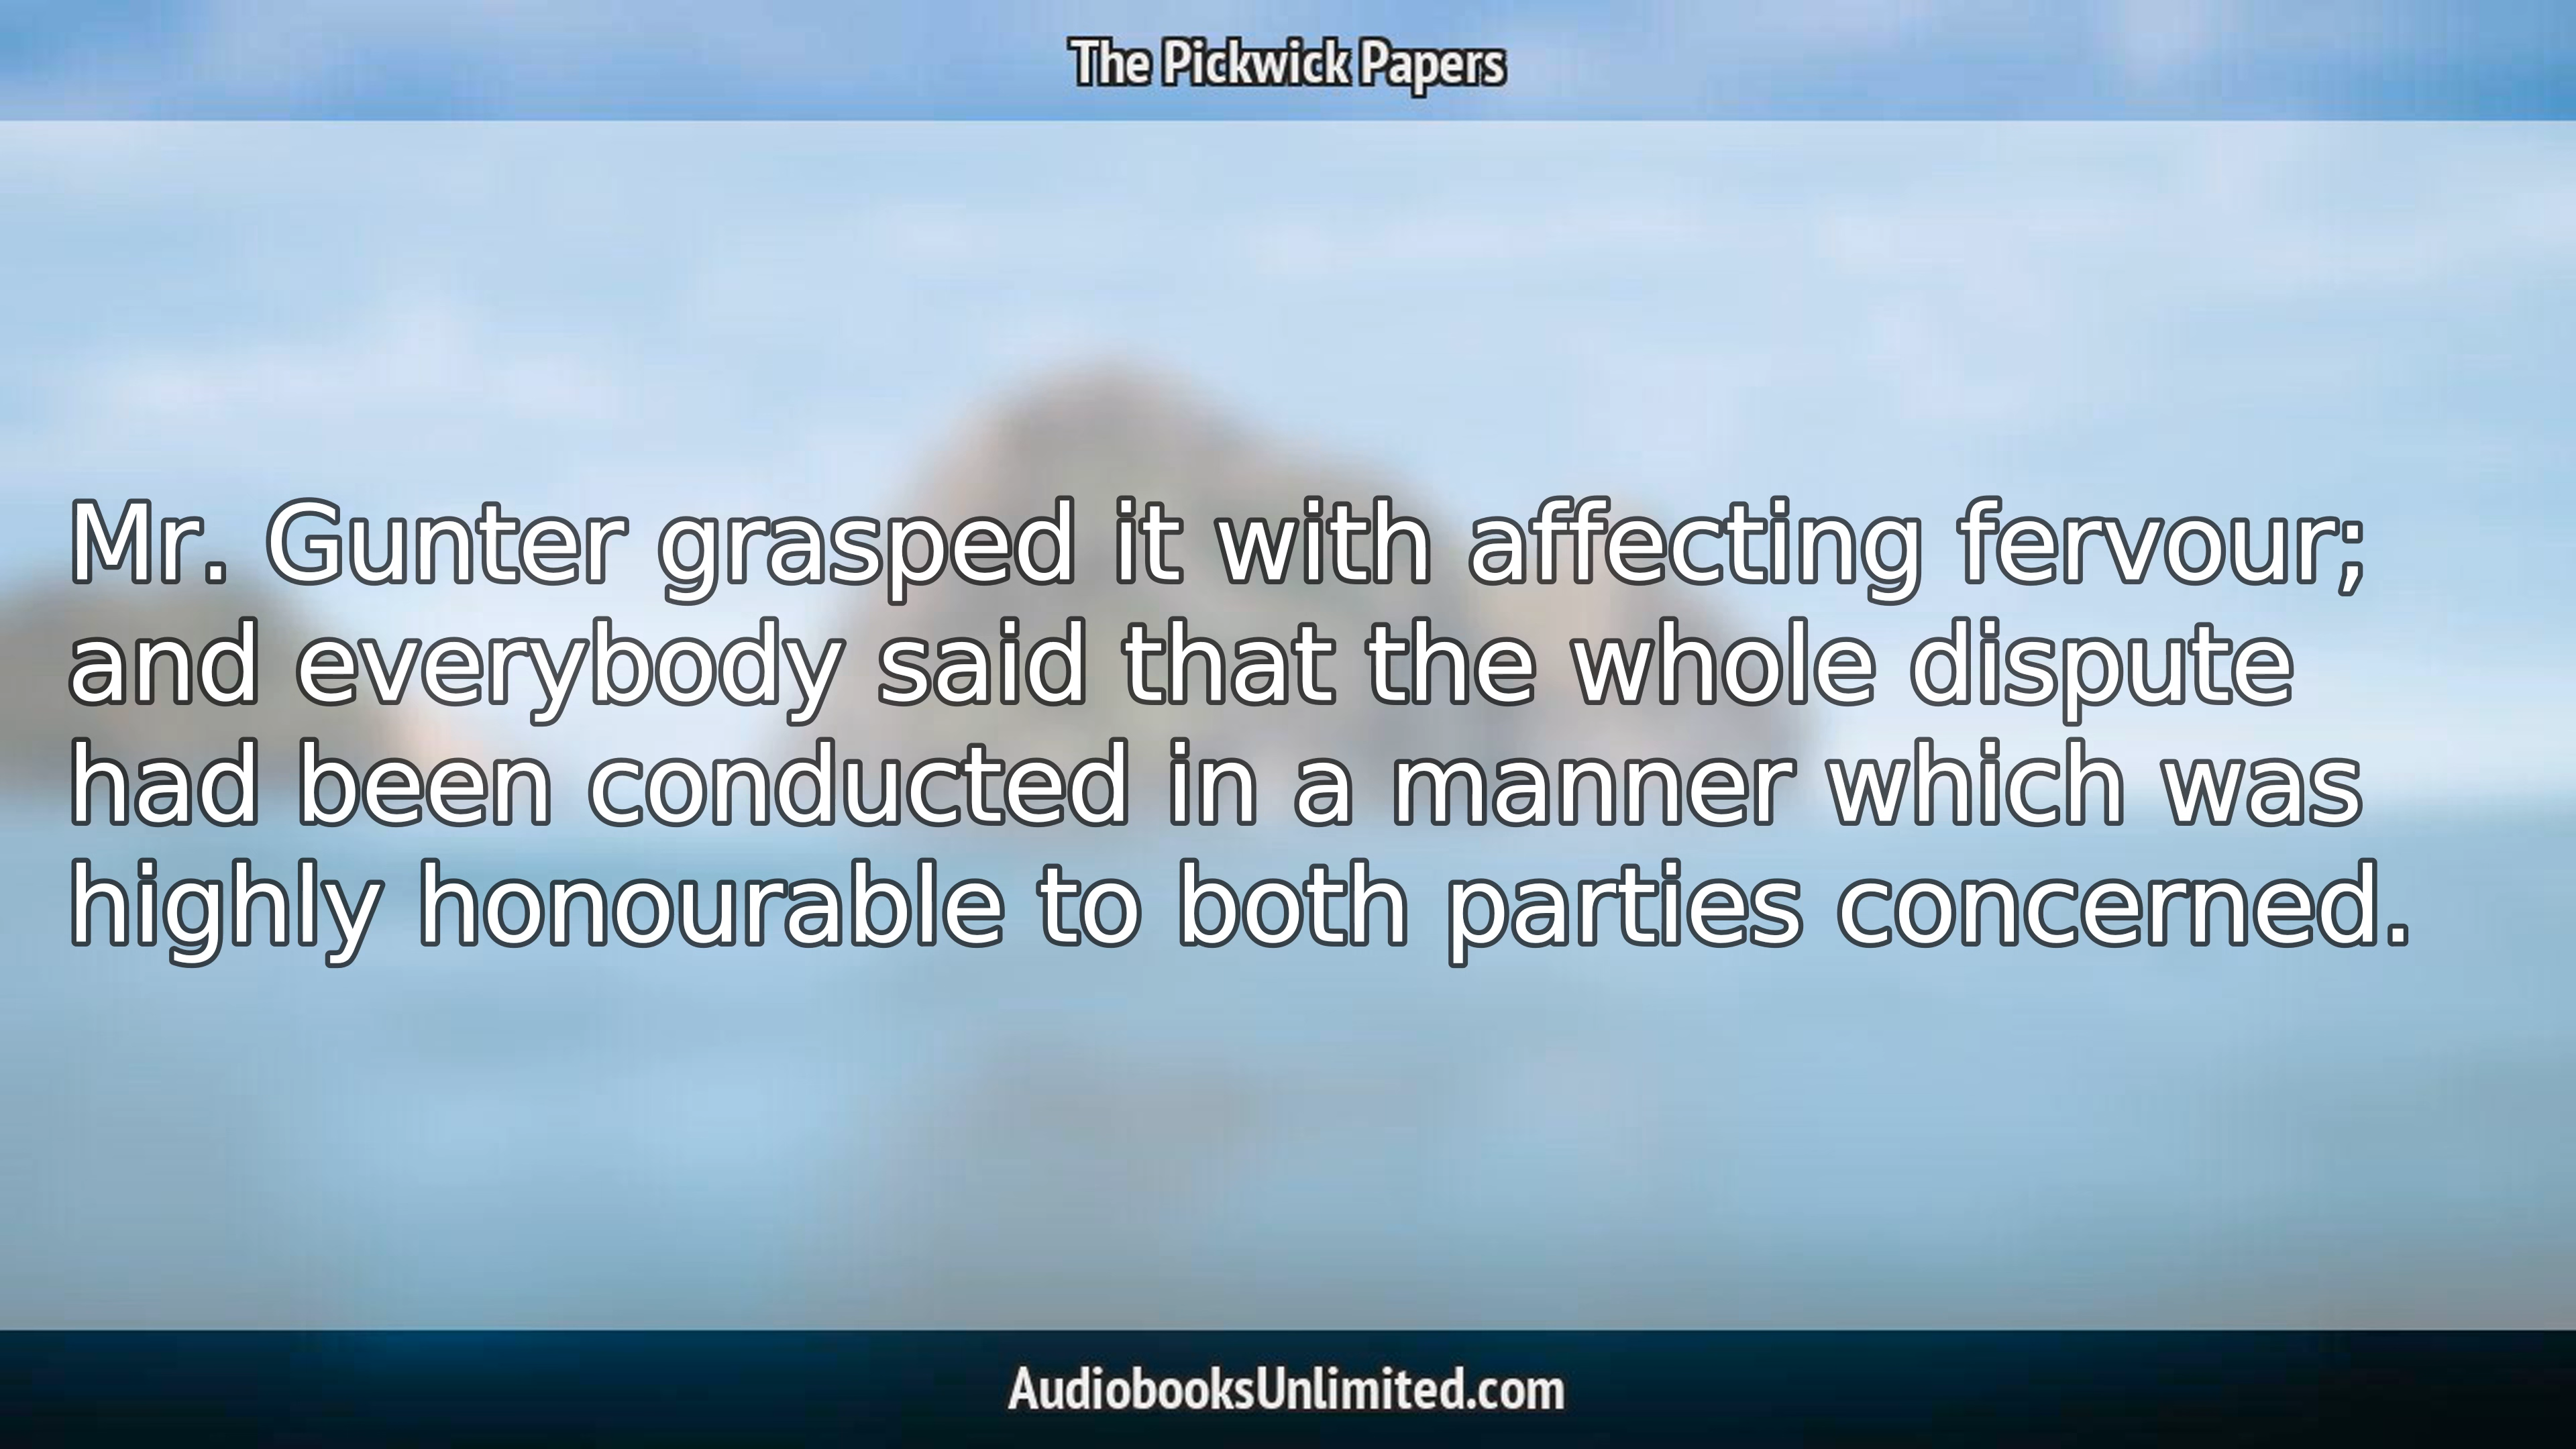 The Pickwick Papers
Mr. Gunter grasped it with affecting fervour;
and everybody said that the whole dispute
had been conducted in a manner which was
highly honourable to both parties concerned.
AudiobooksUnlimited.com